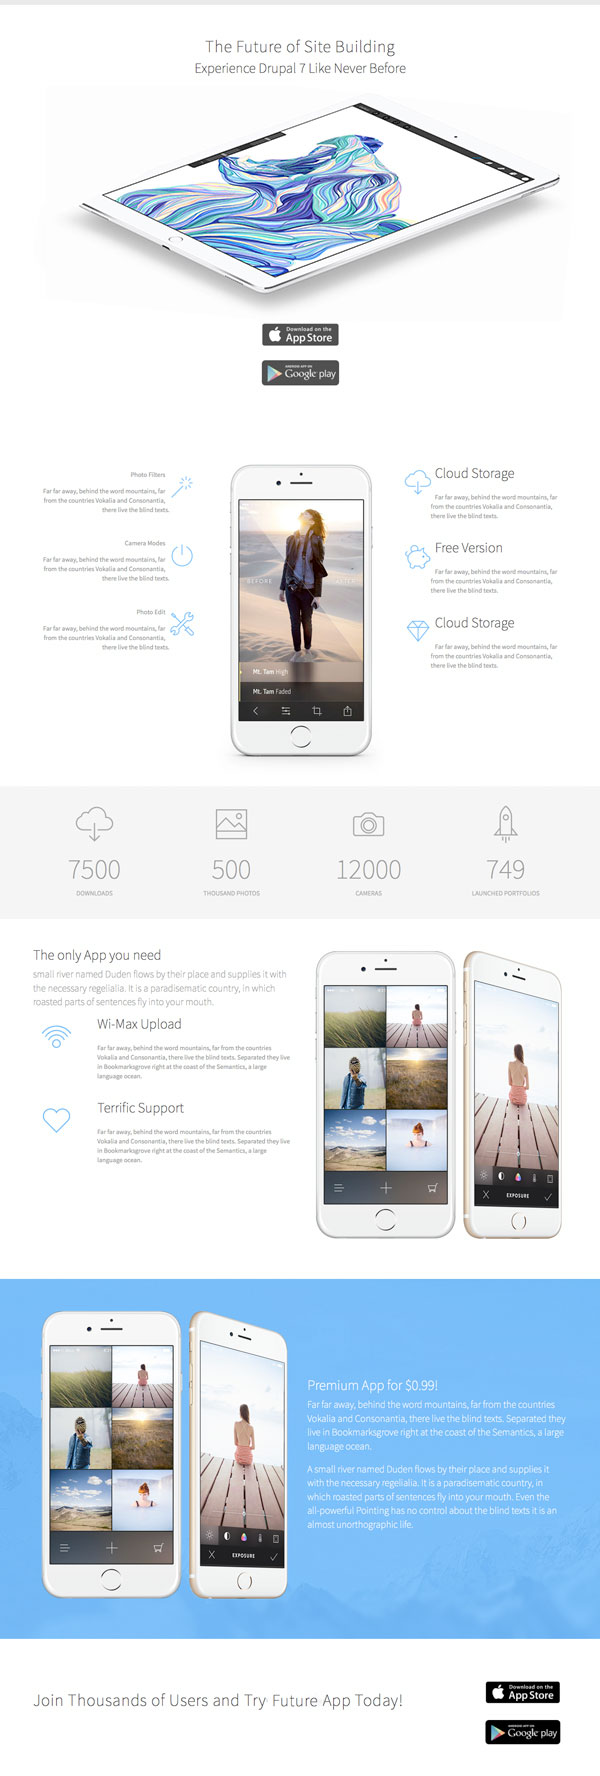 The Future of Site Building
Experience Drupal 7 Like Never Before
Download on the
App Store
ANDROID APP ON
Google play
Photo Filters
Far far away, behind the word mountains, far
from the countries Vokalia and Consonantia,
there live the blind texts.
Camera Modes
Far far away, behind the word mountains, far
from the countries Vokalia and Consonantia,
there live the blind texts.
Photo Edit
Far far away, behind the word mountains, far
from the countries Vokalia and Consonantia,
there live the blind texts.
BEFORE
AFTER
Mt. Tam High
Mt. Tam Faded
Cloud Storage
Far far away, behind the word mountains, far
from the countries Vokalia and Consonantia,
there live the blind texts.
Free Version
Far far away, behind the word mountains, far
from the countries Vokalia and Consonantia,
there live the blind texts.
Cloud Storage
Far far away, behind the word mountains, far
from the countries Vokalia and Consonantia,
there live the blind texts.
7500
DOWNLOADS
500
THOUSAND PHOTOS
12000
CAMERAS
749
LAUNCHED PORTFOLIOS
The only App you need
small river named Duden flows by their place and supplies it with
the necessary regelialia. It is a paradisematic country, in which
roasted parts of sentences fly into your mouth.
Wi-Max Upload
Far far away, behind the word mountains, far from the countries
Vokalia and Consonantia, there live the blind texts. Separated they live
in Bookmarksgrove right at the coast of the Semantics, a large
language ocean.
Terrific Support
Far far away, behind the word mountains, far from the countries
Vokalia and Consonantia, there live the blind texts. Separated they live
in Bookmarksgrove right at the coast of the Semantics, a large
language ocean.
EXPOSURE
EXPOSURE
Premium App for $0.99!
Far far away, behind the word mountains, far from the countries
Vokalia and Consonantia, there live the blind texts. Separated they
live in Bookmarksgrove right at the coast of the Semantics, a large
language ocean.
A small river named Duden flows by their place and supplies it
with the necessary regelialia. It is a paradisematic country, in
which roasted parts of sentences fly into your mouth. Even the
all-powerful Pointing has no control about the blind texts it is an
almost unorthographic life.
Join Thousands of Users and Try Future App Today!
Download on the
App Store
ANDROID APP ON
Google play